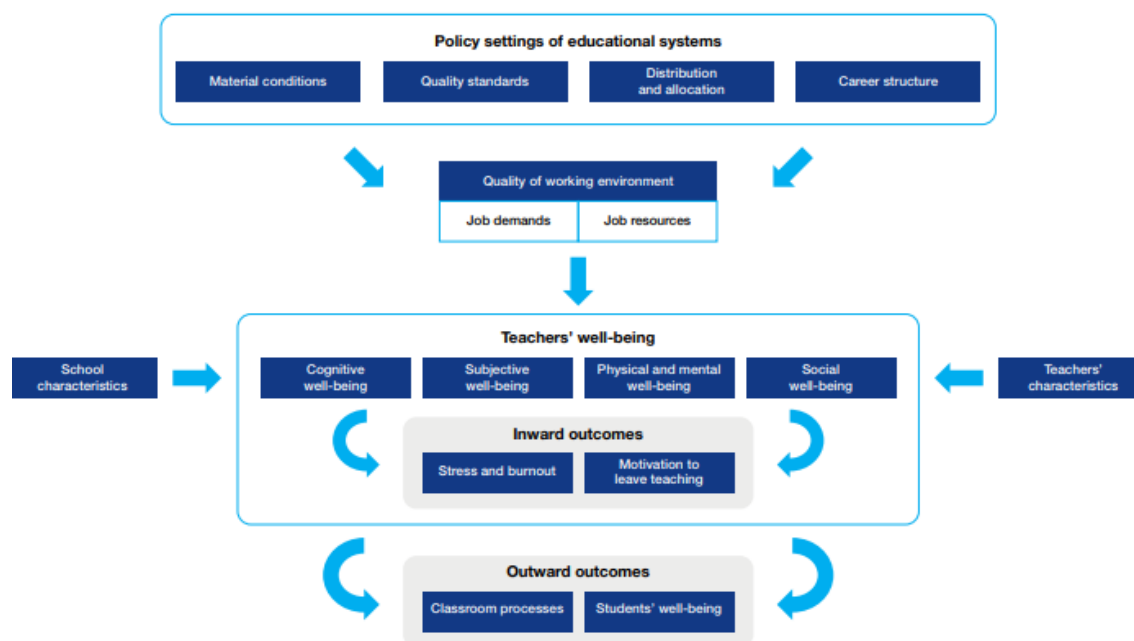 Policy settings of educational systems
Material conditions
Quality standards
Distribution
and allocation
Career structure
Quality of working environment
Job demands
Job resources
Teachers' well-being
School
characteristics
Cognitive
well-being
Subjective
well-being
Physical and mental
well-being
Social
well-being
Teachers'
characteristics
Inward outcomes
Stress and burnout
Motivation to
leave teaching
Outward outcomes
Classroom processes
Students' well-being